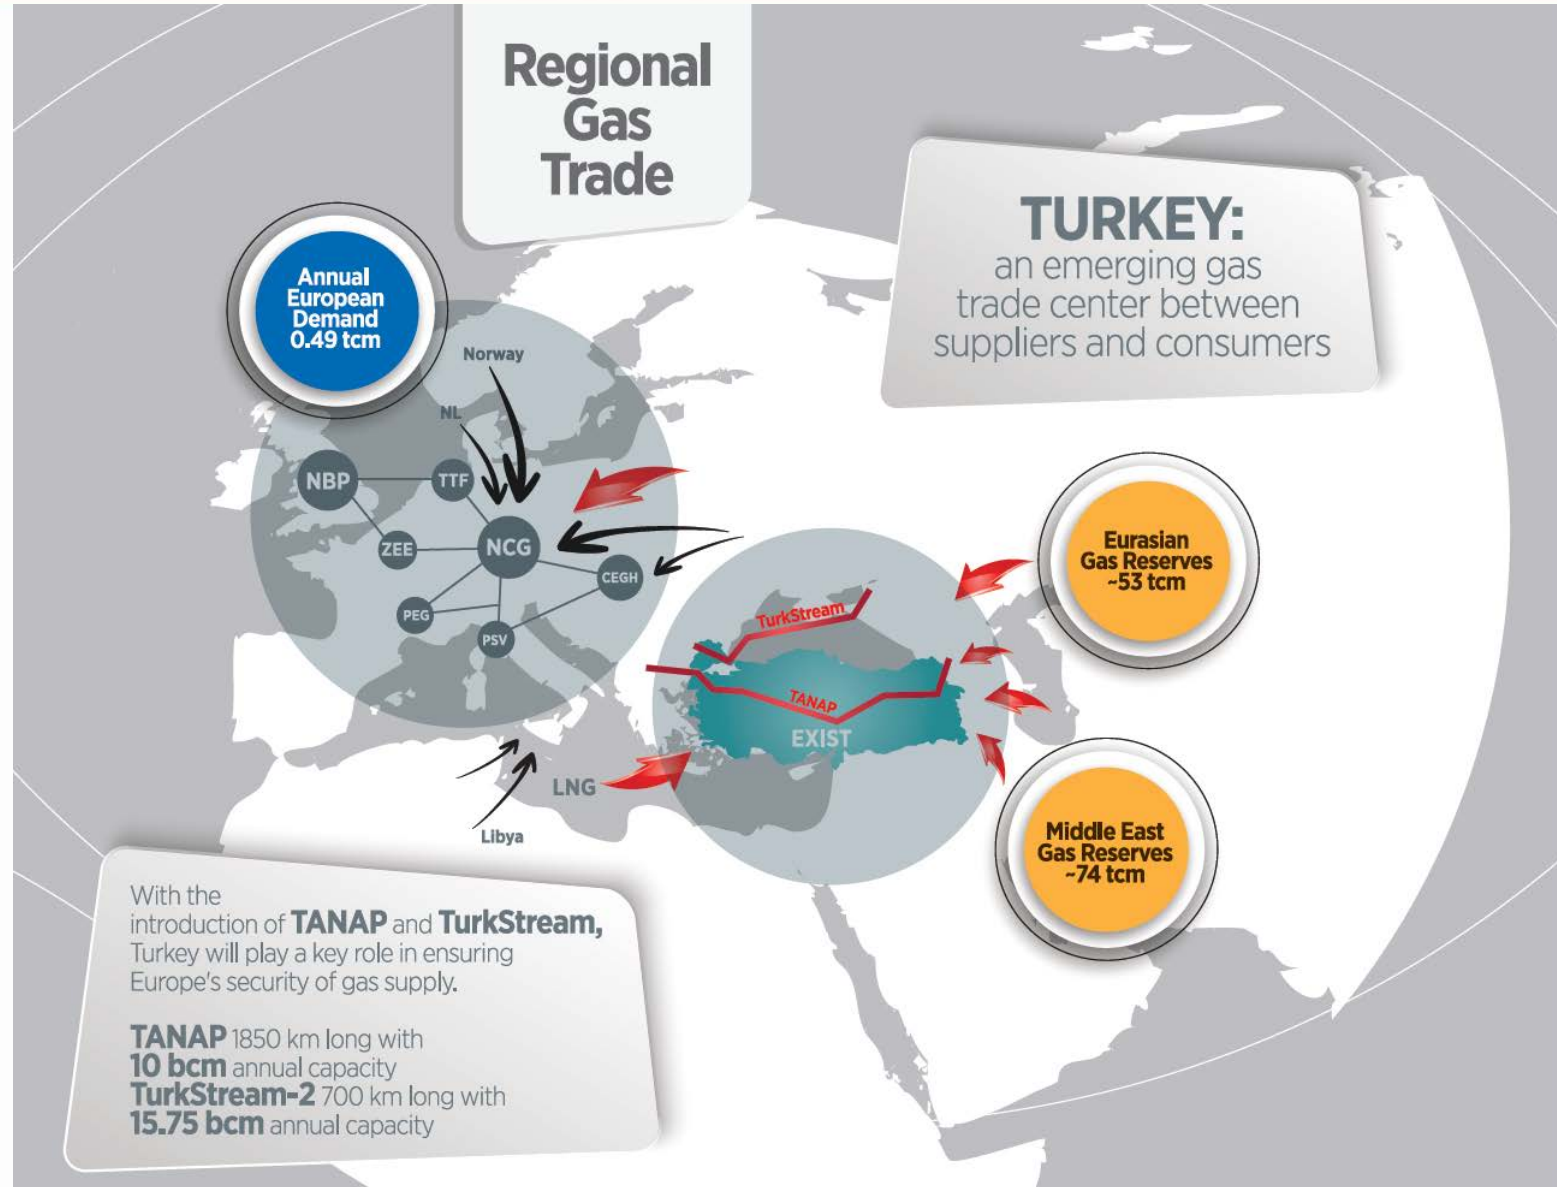 Regional
Gas
Trade
TURKEY:
an emerging gas
trade center between
suppliers and consumers
Annual
European
Demand
0.49 tcm
Norway
NL
NBP
TTF
ZEE
NCG
CEGH
PEG
PSV
Eurasian
Gas Reserves
~53 tcm
TurkStream
TANAP
EXIST
LNG
Libya
Middle East
Gas Reserves
~74 tcm
With the
introduction of TANAP and TurkStream,
Turkey will play a key role in ensuring
Europe's security of gas supply.
TANAP 1850 km long with
10 bcm annual capacity
TurkStream-2 700 km long with
15.75 bcm annual capacity